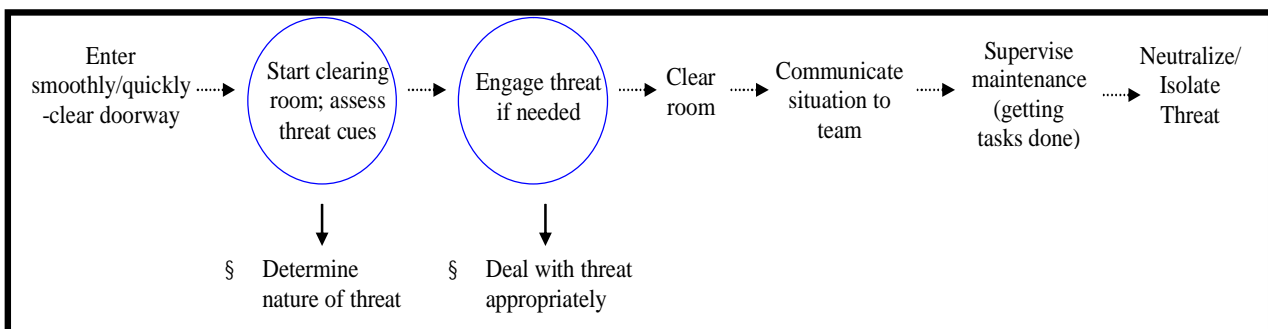 Enter
smoothly/quickly
-clear doorway
Start clearing
room; assess
threat cues
Engage threat
if needed
Clear
room
Communicate
situation to
team
Supervise
maintenance
(getting
tasks done)
Neutralize/
Isolate
Threat
§ Determine
nature of threat
§ Deal with threat
appropriately